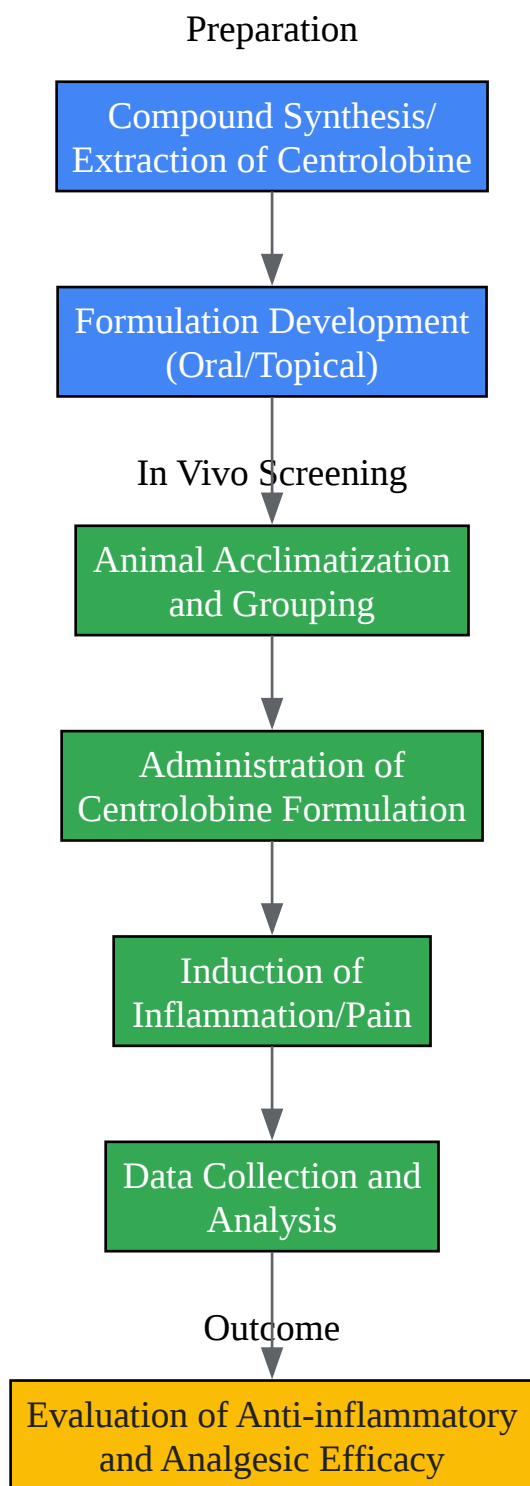 Preparation
Compound Synthesis/
Extraction of Centrolobine
Formulation Development
(Oral/Topical)
In Vivo Screening
Animal Acclimatization
and Grouping
Administration of
Centrolobine Formulation
Induction of
Inflammation/Pain
Data Collection and
Analysis
Outcome
Evaluation of Anti-inflammatory
and Analgesic Efficacy